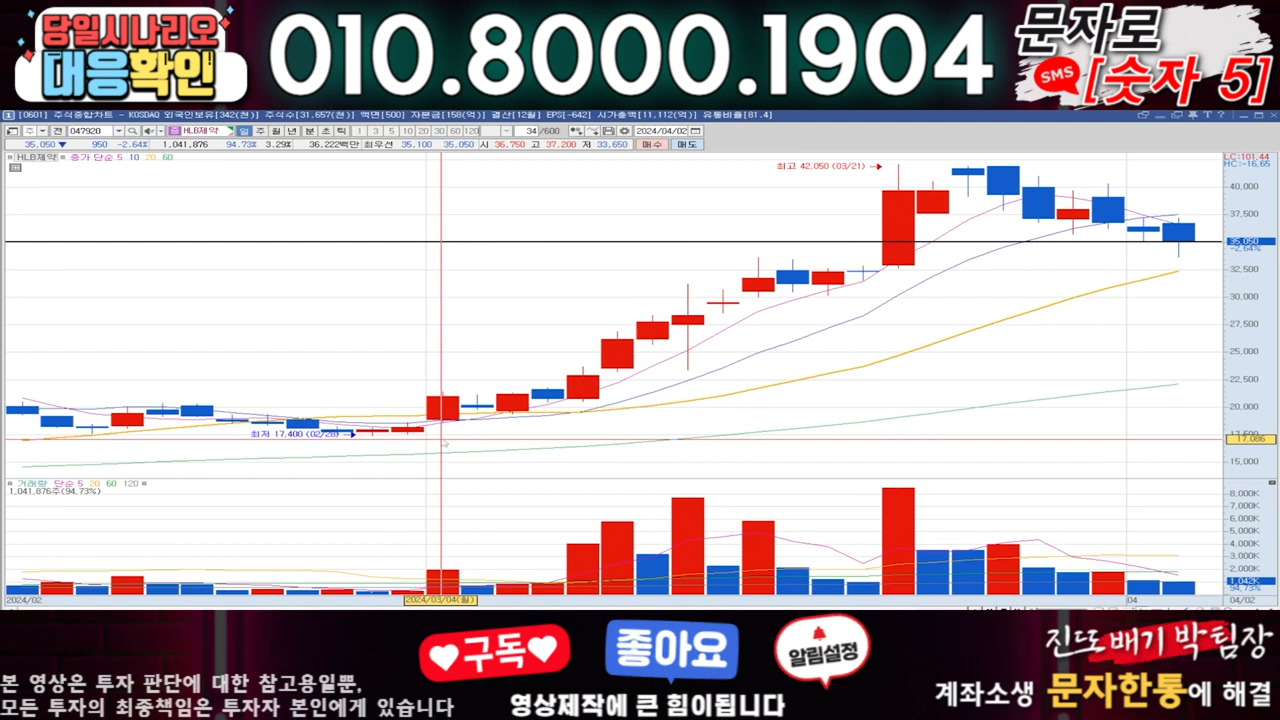 당일시나리오
대응확인
010.8000.1904
문자로
SMS
[숫자 5]
[0601] 주식종합차트 - KOSDAQ 외국인보유[342(천)] 주식수[31,657(천)] 액면[500] 자본금[158(억)] 결산[12월] EPS[-642] 시가총액[11,112(억)] 유통비율[81.4]
주 전 047920 HLB제약 일 주 월 년 분 초 틱 1 3 5 10 20 30 60 120 34 /600 2024/04/02
35,050 ▼ 950 -2.64% 1,041,876 94.73% 3.29% 36,222백만 최우선 35,100 35,050 시 36,750 고 37,200 저 33,650 매수 매도
HLB제약 종가 단순 5 10 20 60
LC:101.44
HC:-16.65
최고 42,050 (03/21)
40,000
37,500
35,050
-2.64%
32,500
30,000
27,500
25,000
22,500
20,000
최저 17,400 (02/28)
17,086
15,000
거래량 단순 5 20 60 120
1,041,876주(94.73%)
8,000K
7,000K
6,000K
5,000K
4,000K
3,000K
2,000K
1,042K
94.73%
2024/02
2024/03/04(월)
04
04/02
구독
좋아요
알림설정
진또배기 박팀장
본 영상은 투자 판단에 대한 참고용일뿐,
모든 투자의 최종책임은 투자자 본인에게 있습니다
영상제작에 큰 힘이됩니다
계좌소생 문자한통에 해결